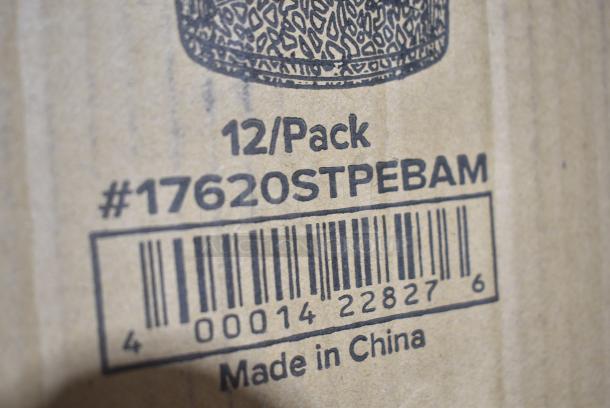 12/Pack
#17620STPEBAM
4 00014 22827 6
Made in China